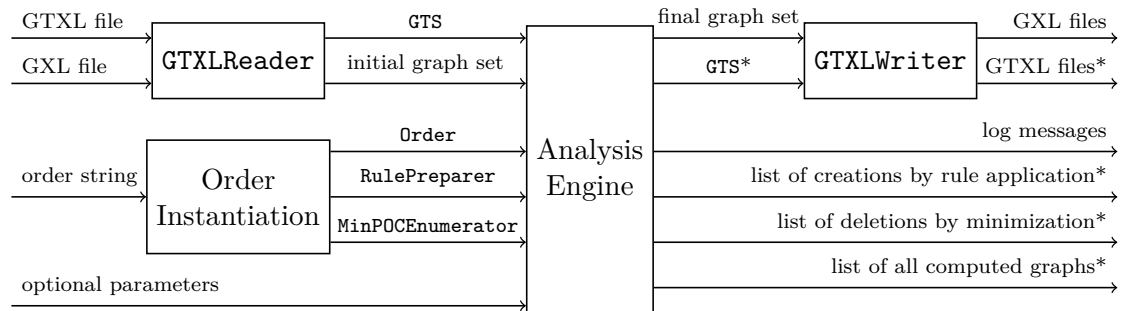 GTXL file
GXL file
GTXLReader
GTS
initial graph set
order string
Order
Instantiation
Order
RulePreparer
MinPOCEnumerator
optional parameters
Analysis
Engine
final graph set
GTS*
GTXLWriter
GXL files
GTXL files*
log messages
list of creations by rule application*
list of deletions by minimization*
list of all computed graphs*